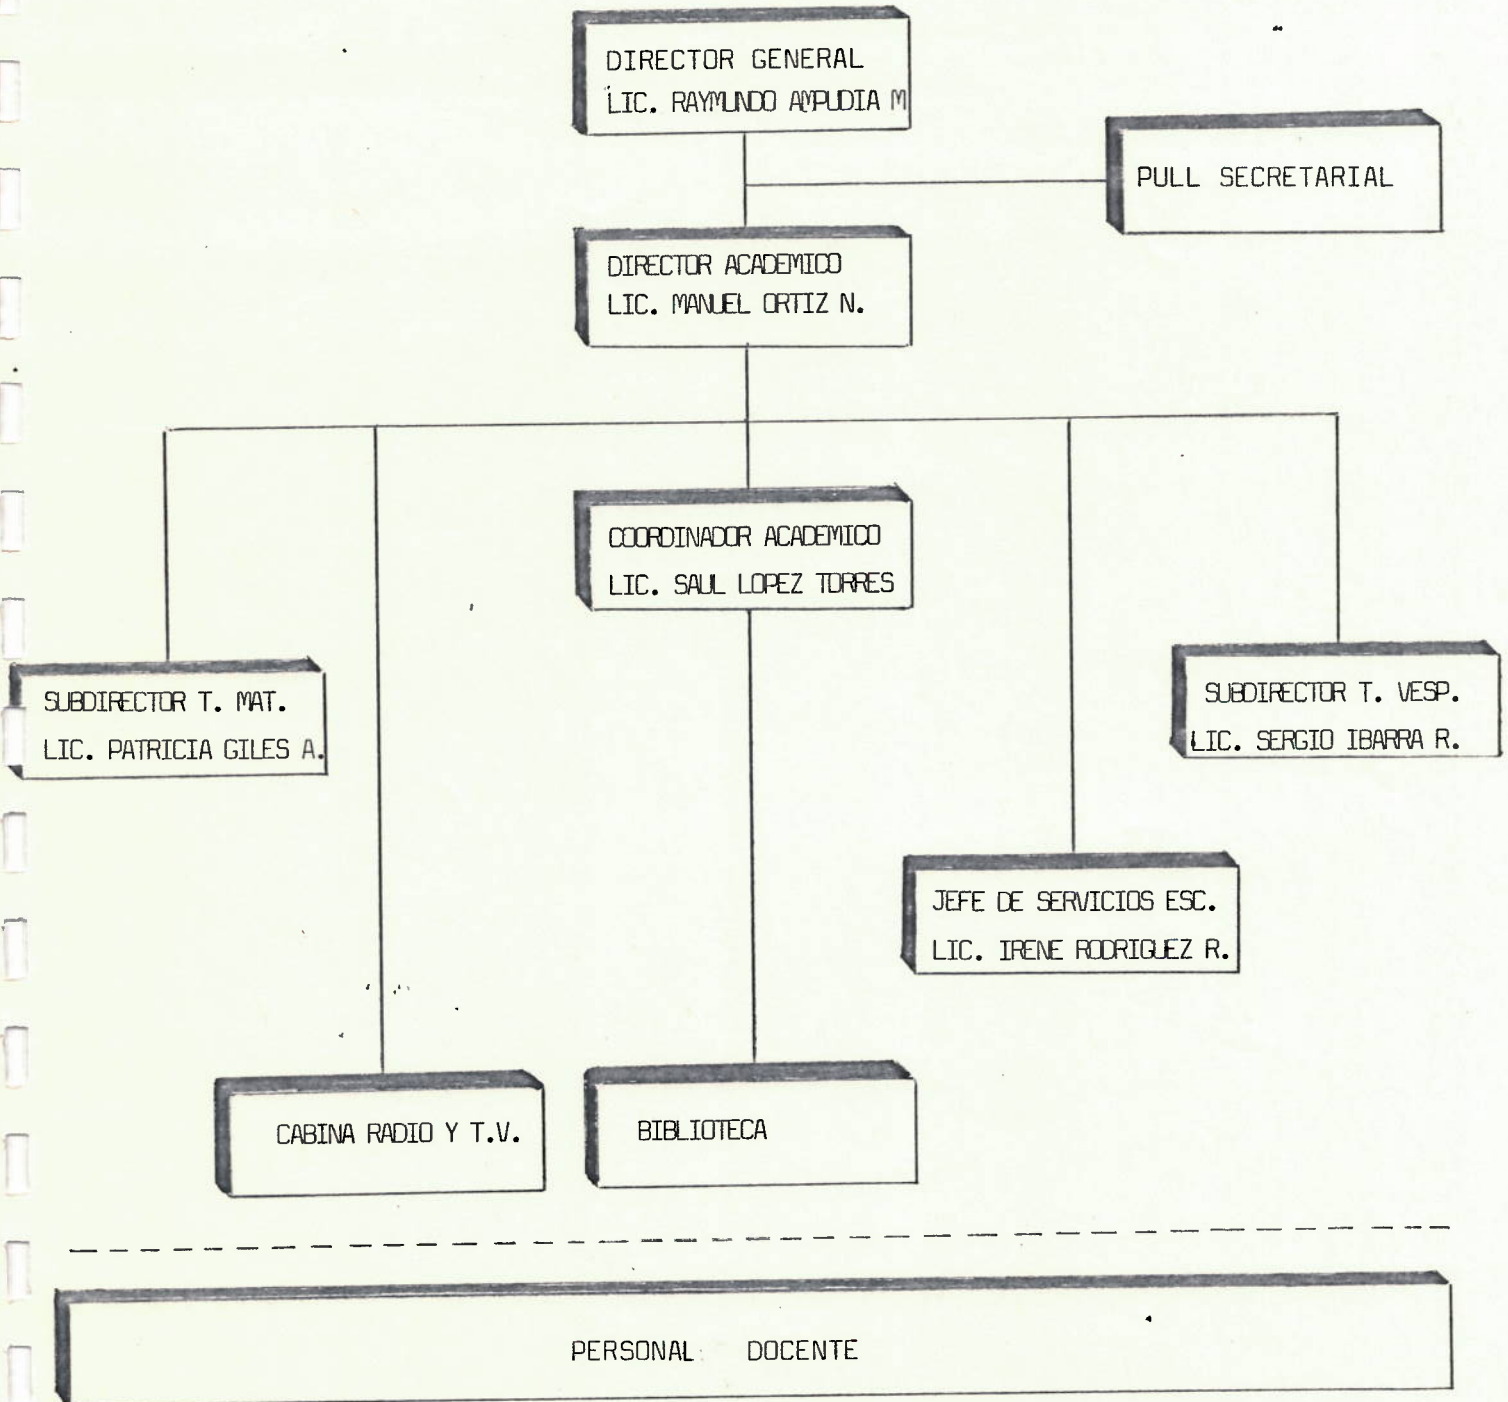 DIRECTOR GENERAL
LIC. RAYMUNDO AMPUDIA M
PULL SECRETARIAL
DIRECTOR ACADEMICO
LIC. MANUEL ORTIZ N.
COORDINADOR ACADEMICO
LIC. SAUL LOPEZ TORRES
SUBDIRECTOR T. MAT.
LIC. PATRICIA GILES A.
SUBDIRECTOR T. VESP.
LIC. SERGIO IBARRA R.
JEFE DE SERVICIOS ESC.
LIC. IRENE RODRIGUEZ R.
CABINA RADIO Y T.V.
BIBLIOTECA
PERSONAL DOCENTE